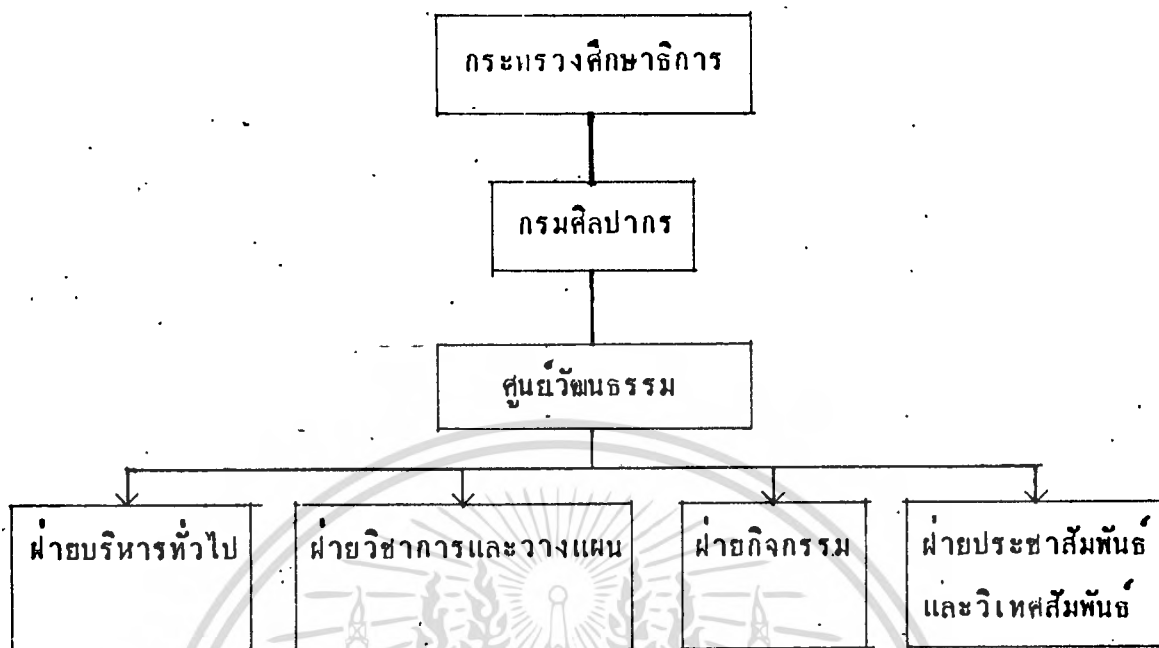 กระทรวงศึกษาธิการ
กรมศิลปากร
ศูนย์วัฒนธรรม
ฝ่ายบริหารทั่วไป
ฝ่ายวิชาการและวางแผน
ฝ่ายกิจกรรม
ฝ่ายประชาสัมพันธ์
และวิเทศสัมพันธ์